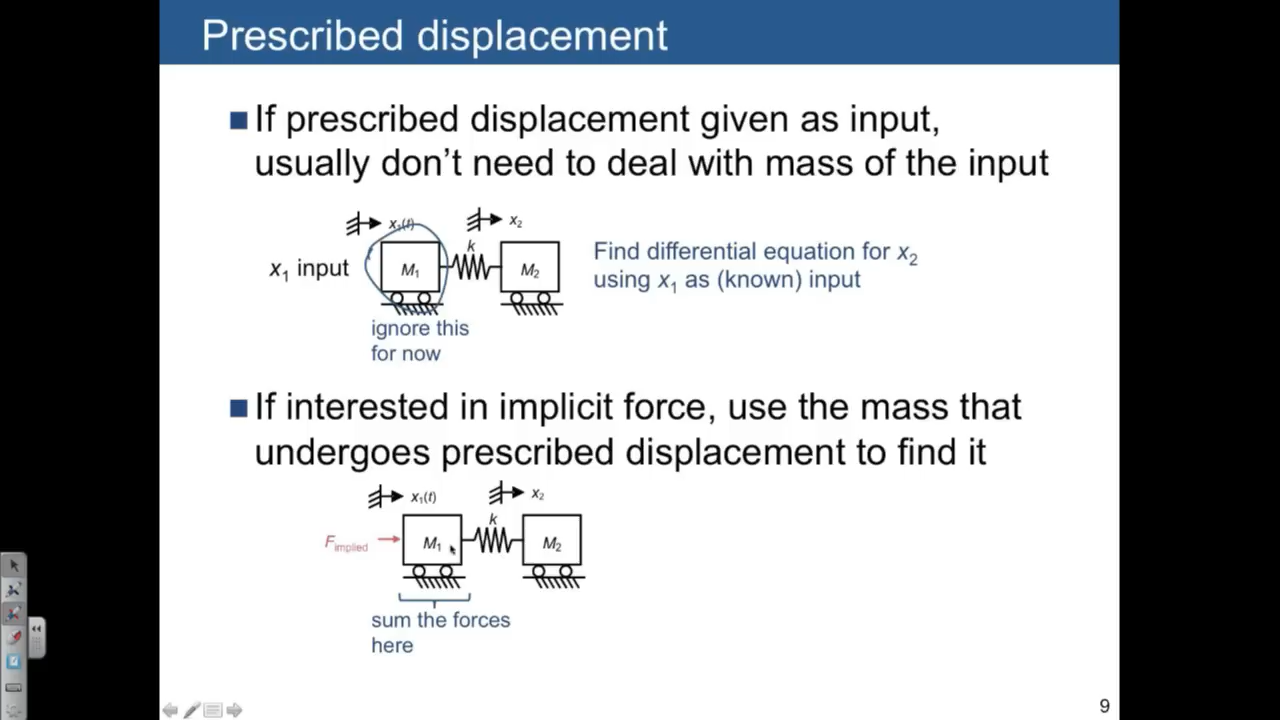 Prescribed displacement
If prescribed displacement given as input,
usually don't need to deal with mass of the input
x₁(t) x₂
k
x₁ input M₁ M₂
Find differential equation for x₂
using x₁ as (known) input
ignore this
for now
If interested in implicit force, use the mass that
undergoes prescribed displacement to find it
x₁(t) x₂
k
F_implied M₁ M₂
sum the forces
here
9